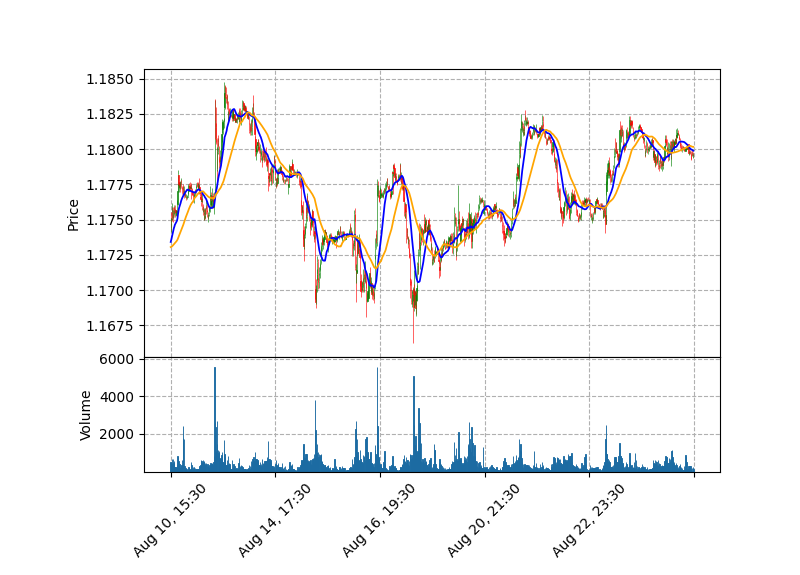 1.1850
1.1825
1.1800
1.1775
1.1750
1.1725
1.1700
1.1675
Price
6000
4000
2000
Volume
Aug 10, 15:30
Aug 14, 17:30
Aug 16, 19:30
Aug 20, 21:30
Aug 22, 23:30